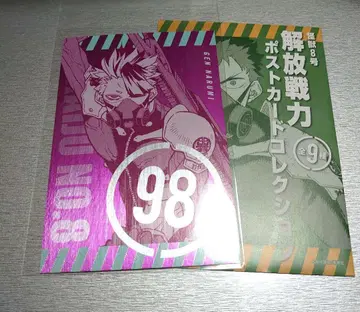 GEN NARUMI
KAIJU NO.8
98
怪獣8号
解放戦力
ポストカードコレクション
全9種